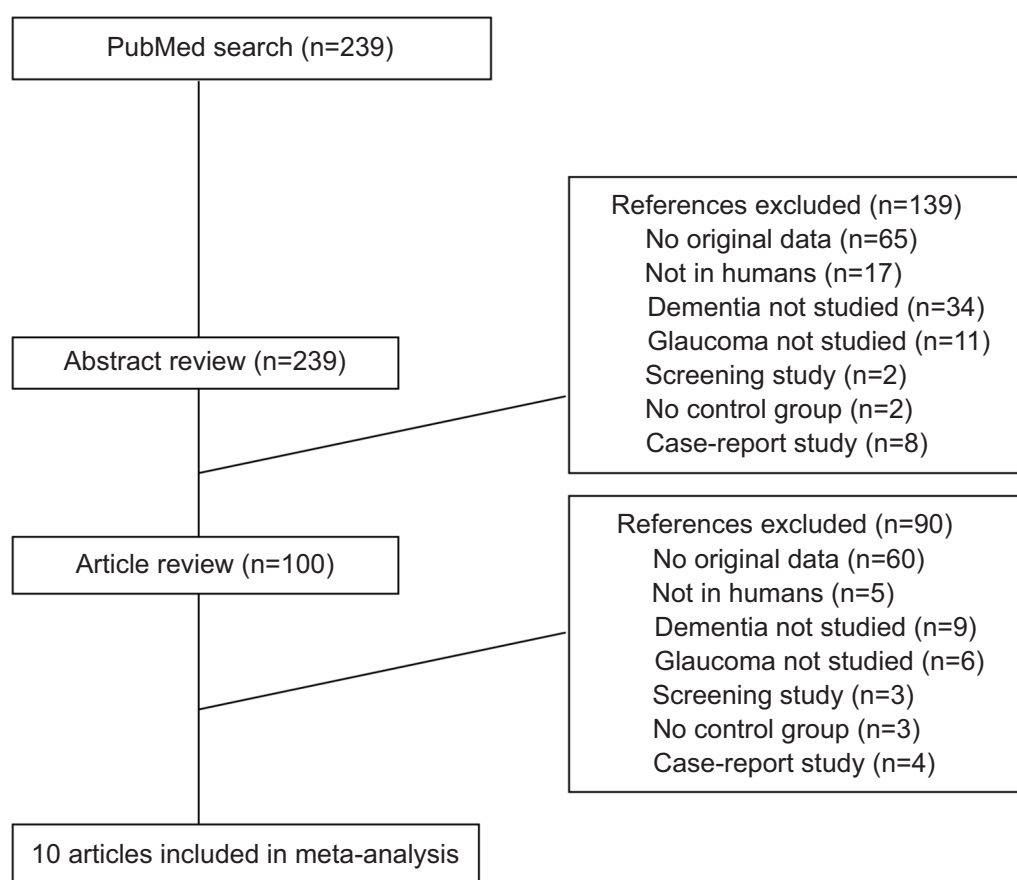 PubMed search (n=239)
References excluded (n=139)
No original data (n=65)
Not in humans (n=17)
Dementia not studied (n=34)
Glaucoma not studied (n=11)
Screening study (n=2)
No control group (n=2)
Case-report study (n=8)
Abstract review (n=239)
References excluded (n=90)
No original data (n=60)
Not in humans (n=5)
Dementia not studied (n=9)
Glaucoma not studied (n=6)
Screening study (n=3)
No control group (n=3)
Case-report study (n=4)
Article review (n=100)
10 articles included in meta-analysis